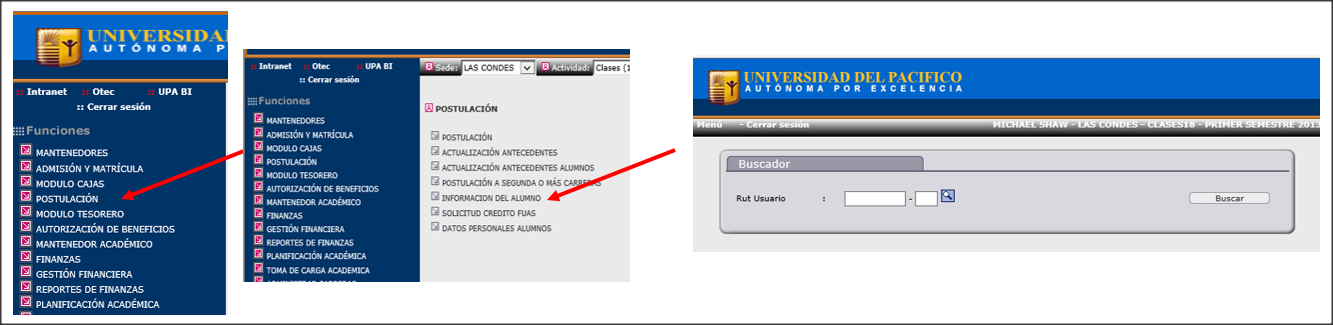 UNIVERSIDA
AUTÓNOMA P
:: Intranet :: Otec :: UPA BI
:: Cerrar sesión
Funciones
MANTENEDORES
ADMISIÓN Y MATRÍCULA
MODULO CAJAS
POSTULACIÓN
MODULO TESORERO
AUTORIZACIÓN DE BENEFICIOS
MANTENEDOR ACADÉMICO
FINANZAS
GESTIÓN FINANCIERA
REPORTES DE FINANZAS
PLANIFICACIÓN ACADÉMICA
:: Intranet :: Otec :: UPA BI
:: Cerrar sesión
Funciones
MANTENEDORES
ADMISIÓN Y MATRÍCULA
MODULO CAJAS
POSTULACIÓN
MODULO TESORERO
AUTORIZACIÓN DE BENEFICIOS
MANTENEDOR ACADÉMICO
FINANZAS
GESTIÓN FINANCIERA
REPORTES DE FINANZAS
PLANIFICACIÓN ACADÉMICA
TOMA DE CARGA ACADEMICA
Sede: LAS CONDES Actividad: Clases (1
POSTULACIÓN
POSTULACIÓN
ACTUALIZACIÓN ANTECEDENTES
ACTUALIZACIÓN ANTECEDENTES ALUMNOS
POSTULACIÓN A SEGUNDA O MÁS CARRERAS
INFORMACION DEL ALUMNO
SOLICITUD CREDITO FUAS
DATOS PERSONALES ALUMNOS
UNIVERSIDAD DEL PACIFICO
AUTÓNOMA POR EXCELENCIA
Menú - Cerrar sesión MICHAEL SHAW - LAS CONDES - CLASES18 - PRIMER SEMESTRE 2013
Buscador
Rut Usuario : - Buscar